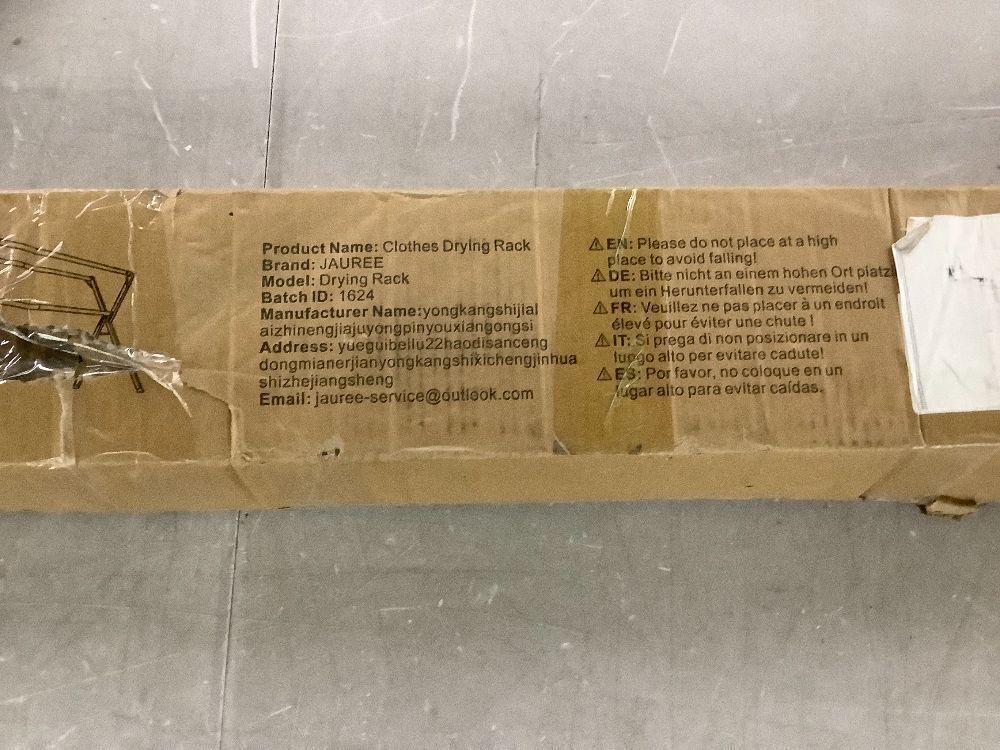 Product Name: Clothes Drying Rack
Brand: JAUREE
Model: Drying Rack
Batch ID: 1624
Manufacturer Name:yongkangshijial
aizhinengjiajuyongpinyouxiangongsi
Address: yueguibeilu22haodisanceng
dongmianerjianyongkangshixichengjinhua
shizhejiangsheng
Email: jauree-service@outlook.com
⚠EN: Please do not place at a high
place to avoid falling!
⚠DE: Bitte nicht an einem hohen Ort platzi
um ein Herunterfallen zu vermeiden!
⚠FR: Veuillez ne pas placer à un endroit
élevé pour éviter une chute !
⚠IT: Si prega di non posizionare in un
luogo alto per evitare cadute!
⚠ES: Por favor, no coloque en un
lugar alto para evitar caídas.